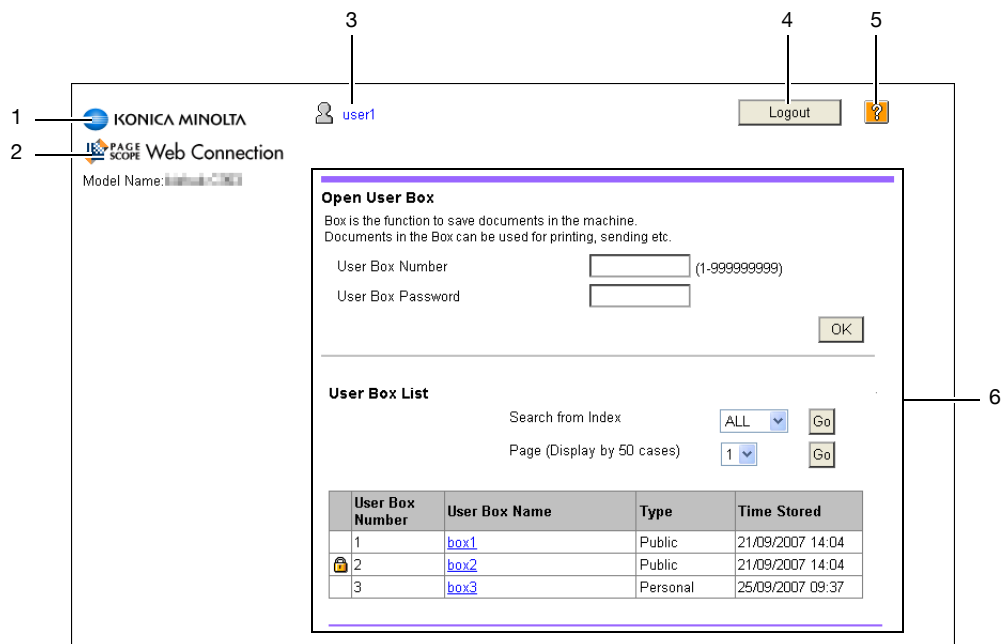 3 4 5
1 KONICA MINOLTA user1 Logout ?
2 PAGE SCOPE Web Connection
Model Name:
Open User Box
Box is the function to save documents in the machine.
Documents in the Box can be used for printing, sending etc.
User Box Number (1-999999999)
User Box Password
OK
User Box List
6
Search from Index ALL Go
Page (Display by 50 cases) 1 Go
User Box Number User Box Name Type Time Stored
1 box1 Public 21/09/2007 14:04
2 box2 Public 21/09/2007 14:04
3 box3 Personal 25/09/2007 09:37